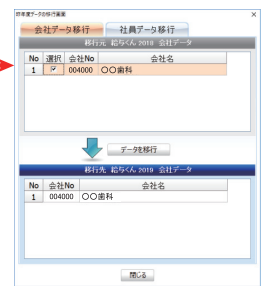 昨年度データの移行画面
会社データ移行 社員データ移行
移行元 給与くん 2018 会社データ
No 選択 会社No 会社名
1 004000 〇〇歯科
データを移行
移行先 給与くん 2019 会社データ
No 会社No 会社名
1 004000 〇〇歯科
閉じる